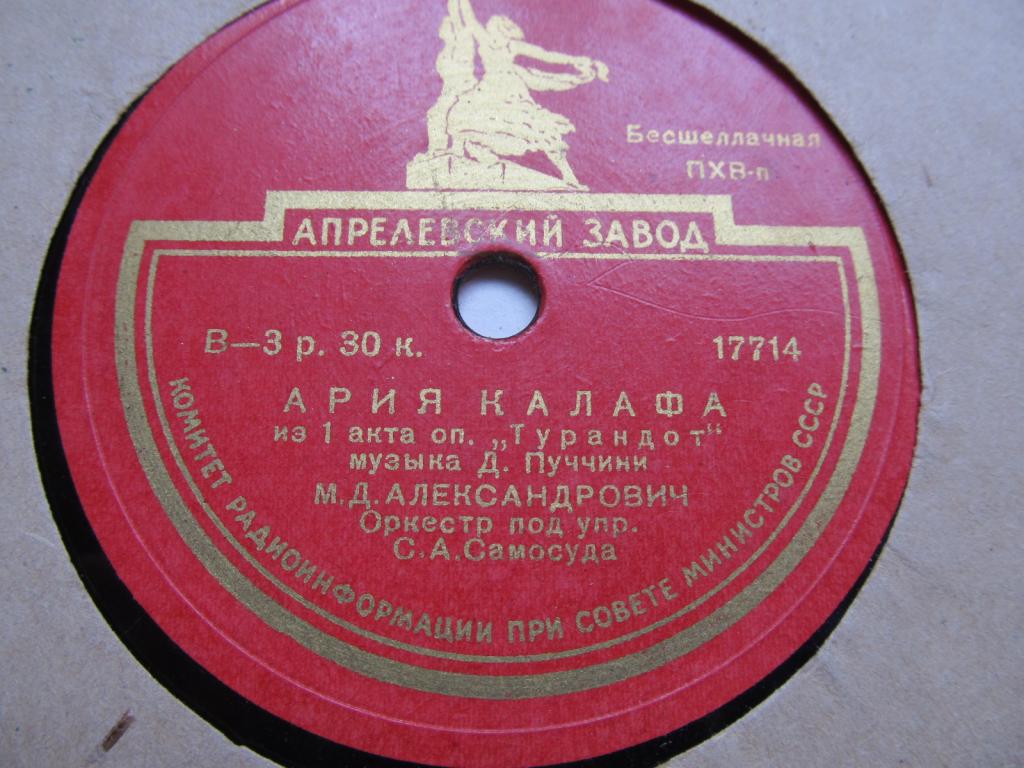 Бесшеллачная
ПХВ-п
АПРЕЛЕВСКИЙ ЗАВОД
В—3 р. 30 к.
17714
АРИЯ КАЛАФА
из 1 акта оп. „Турандот“
музыка Д. Пуччини
М.Д.АЛЕКСАНДРОВИЧ
Оркестр под упр.
С.А.Самосуда
КОМИТЕТ РАДИОИНФОРМАЦИИ ПРИ СОВЕТЕ МИНИСТРОВ СССР